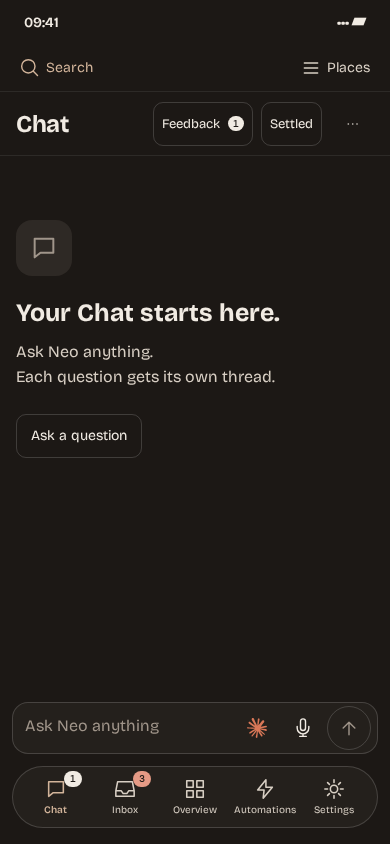 09:41
Search
Places
Chat
Feedback 1
Settled
Your Chat starts here.
Ask Neo anything.
Each question gets its own thread.
Ask a question
Ask Neo anything
1
3
Chat
Inbox
Overview
Automations
Settings